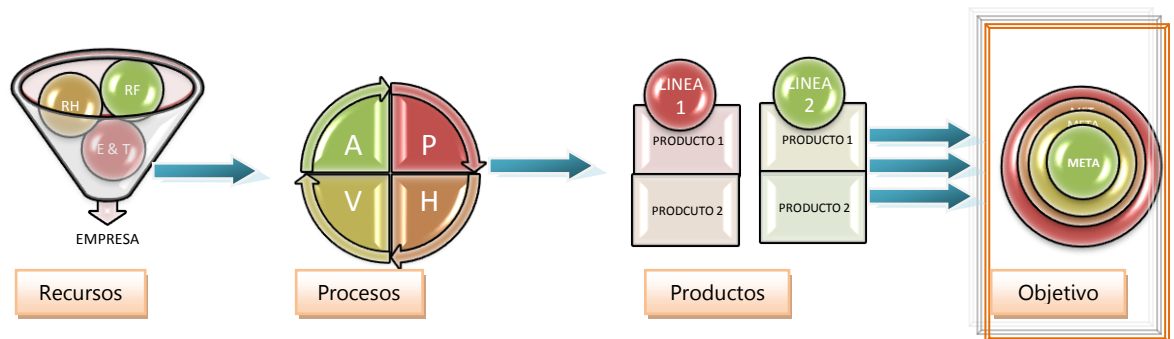 RH
RF
E & T
EMPRESA
Recursos
A
P
V
H
Procesos
LINEA
1
PRODUCTO 1
PRODCUTO 2
LINEA
2
PRODUCTO 1
PRODUCTO 2
Productos
META
META
Objetivo